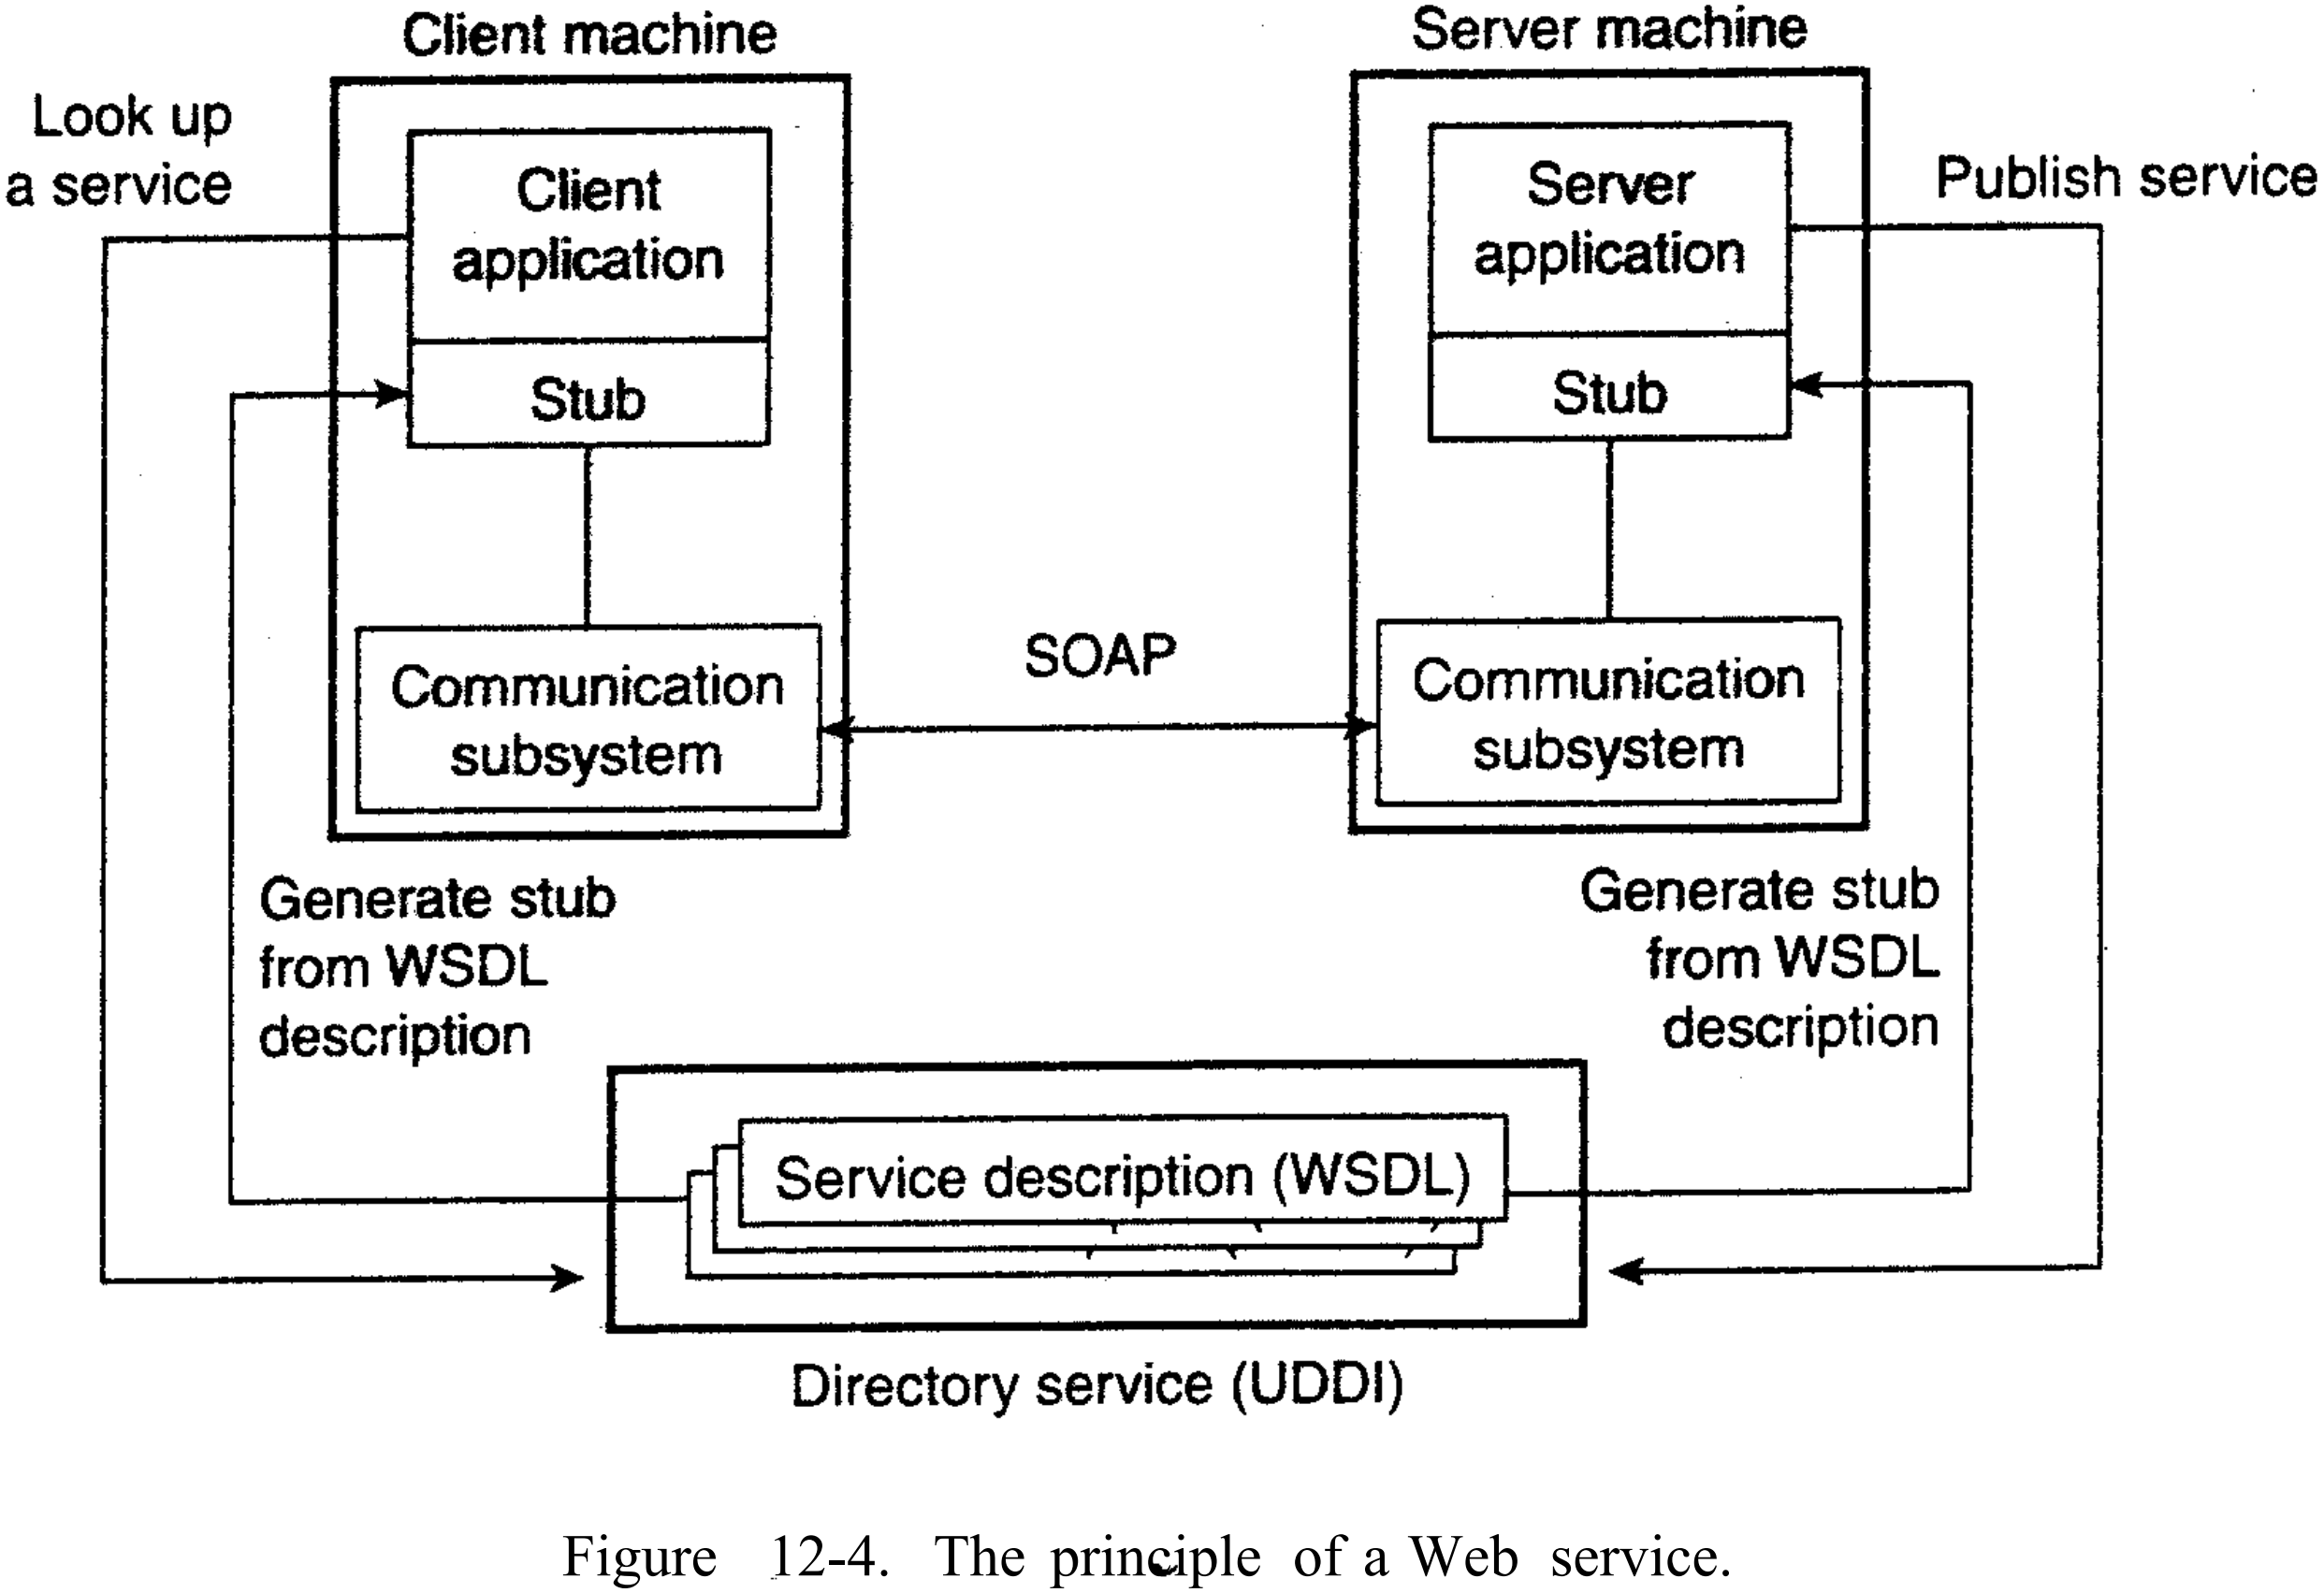 Client machine
Server machine
Look up
a service
Client
application
Stub
Communication
subsystem
SOAP
Server
application
Stub
Communication
subsystem
Publish service
Generate stub
from WSDL
description
Generate stub
from WSDL
description
Service description (WSDL)
Directory service (UDDI)
Figure 12-4. The principle of a Web service.